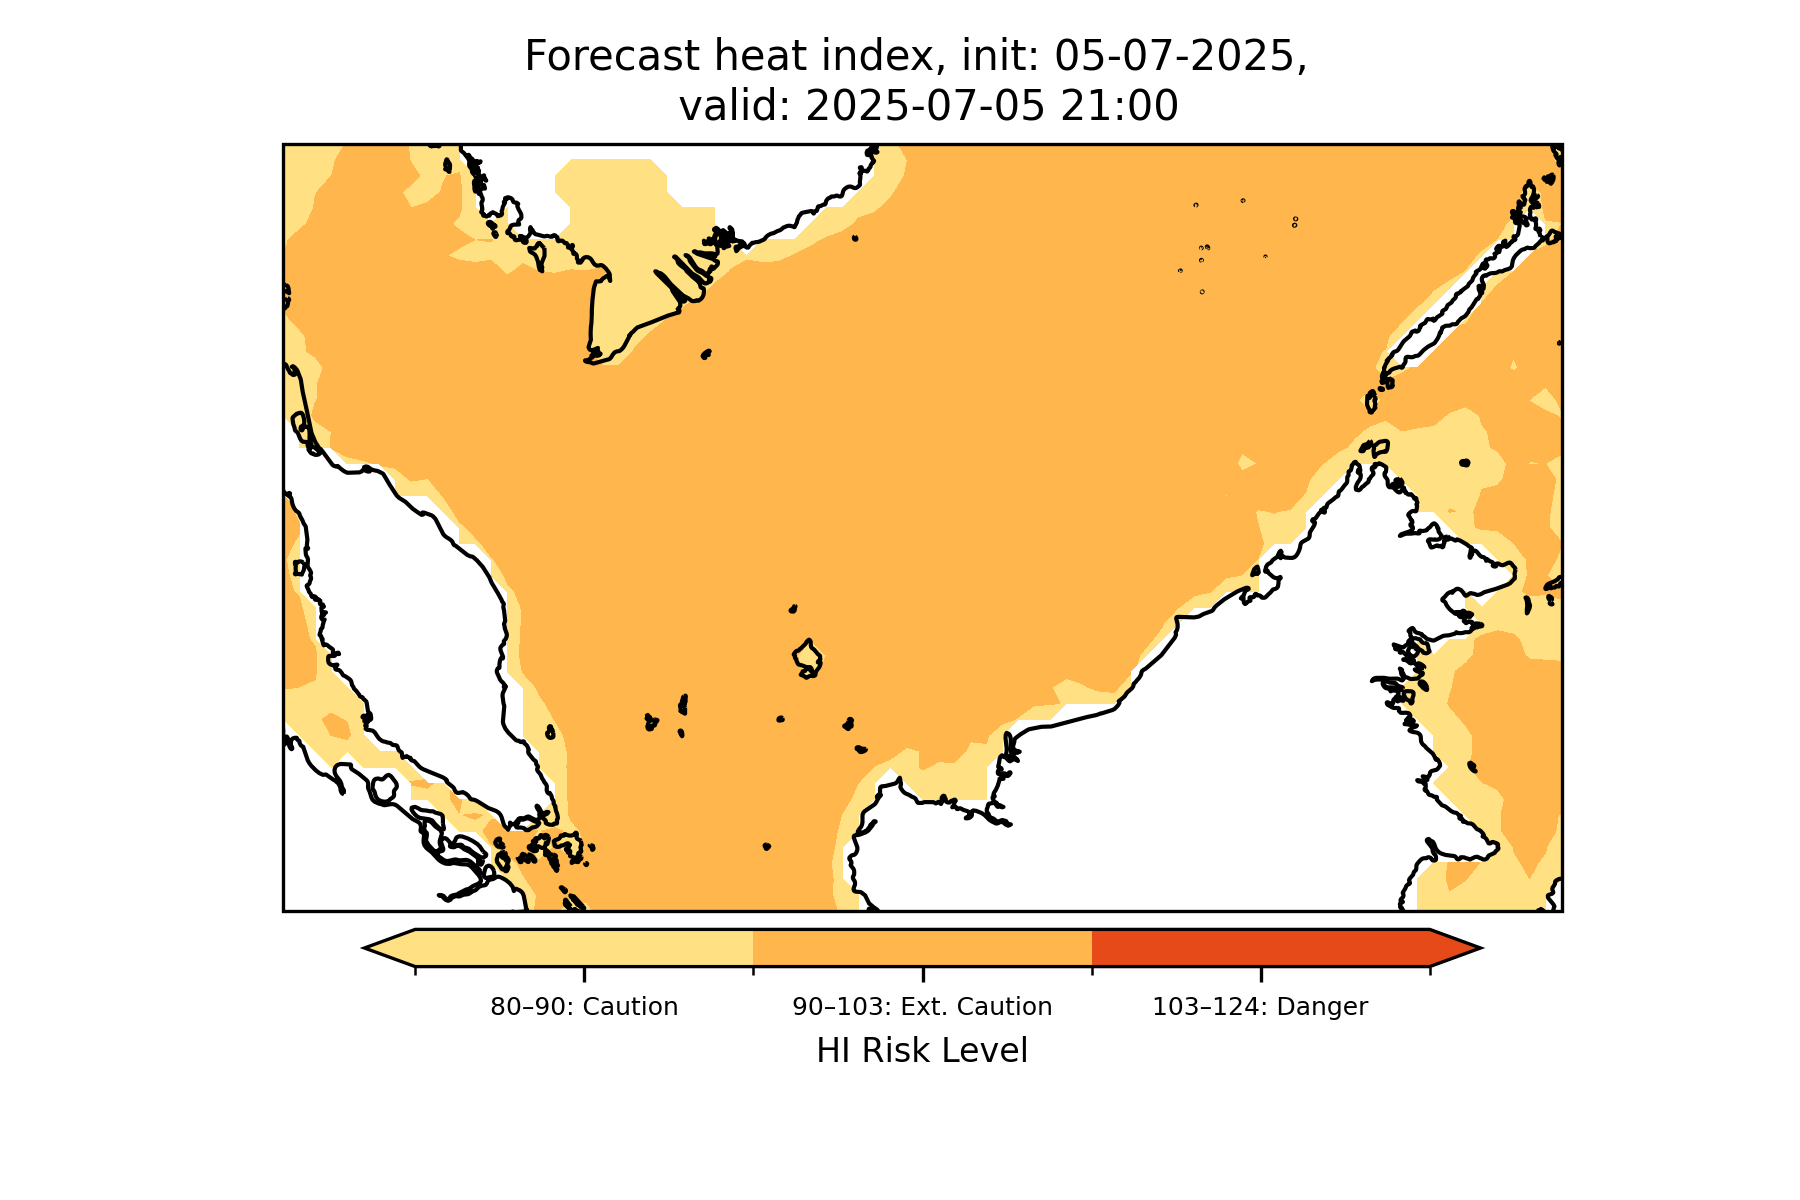 Forecast heat index, init: 05-07-2025,
valid: 2025-07-05 21:00
80–90: Caution
90–103: Ext. Caution
103–124: Danger
HI Risk Level